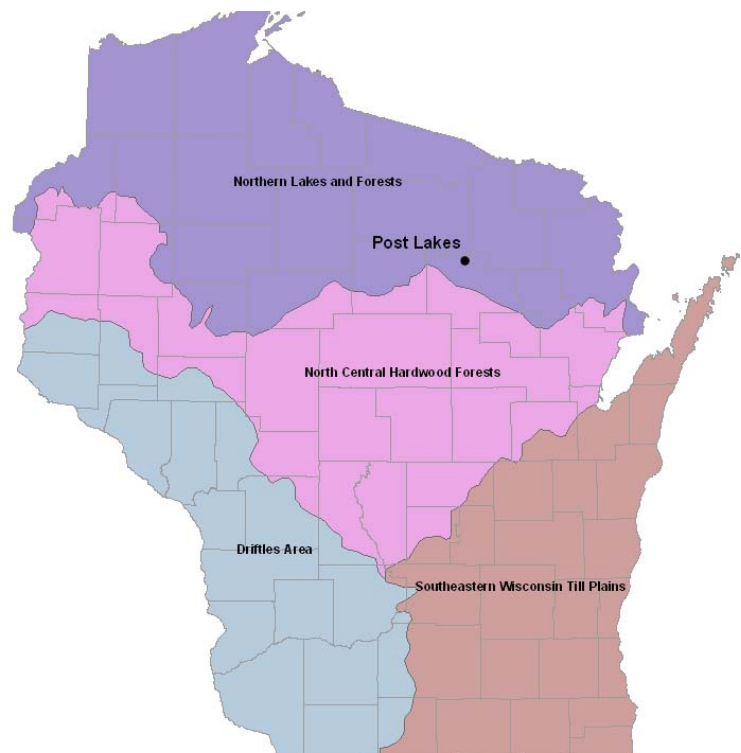 Northern Lakes and Forests
Post Lakes
North Central Hardwood Forests
Driftles Area
Southeastern Wisconsin Till Plains